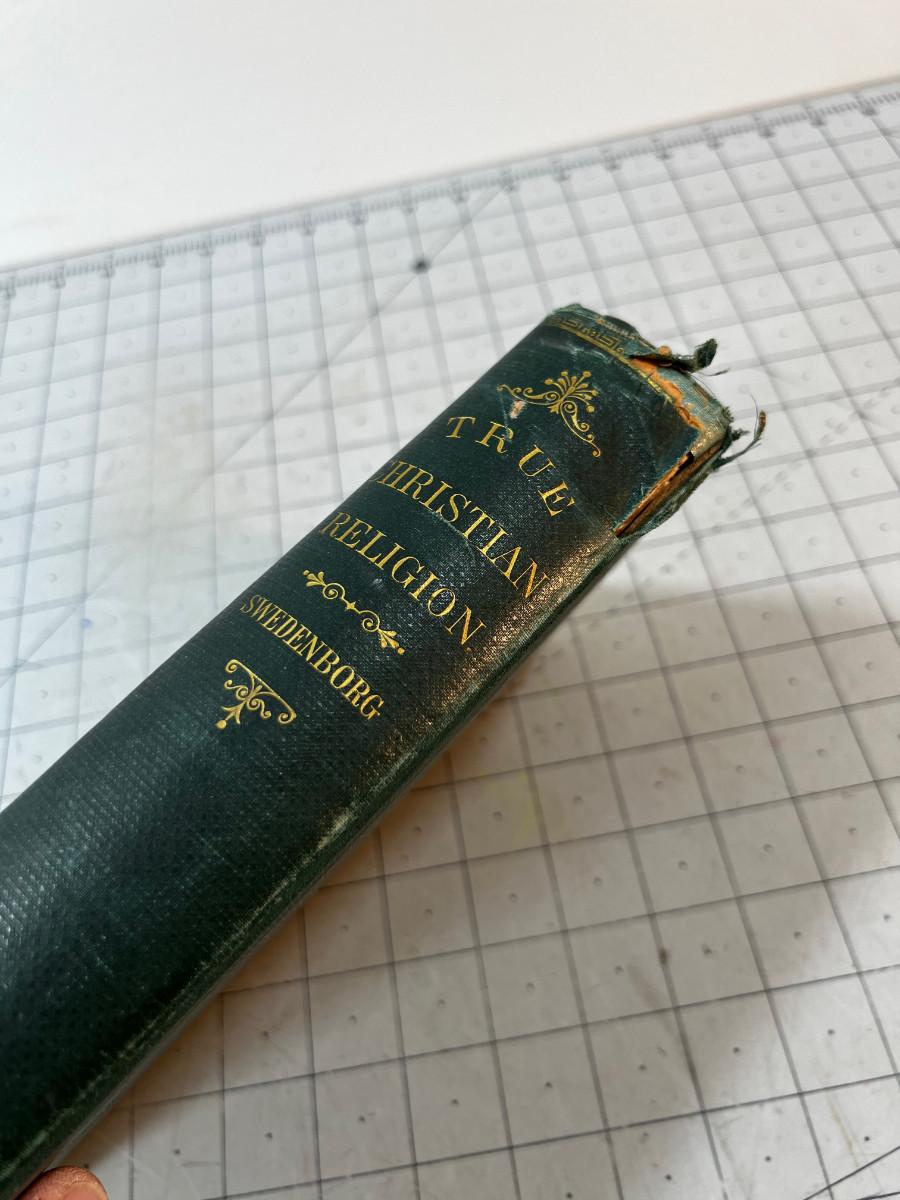 TRUE
CHRISTIAN
RELIGION.
SWEDENBORG